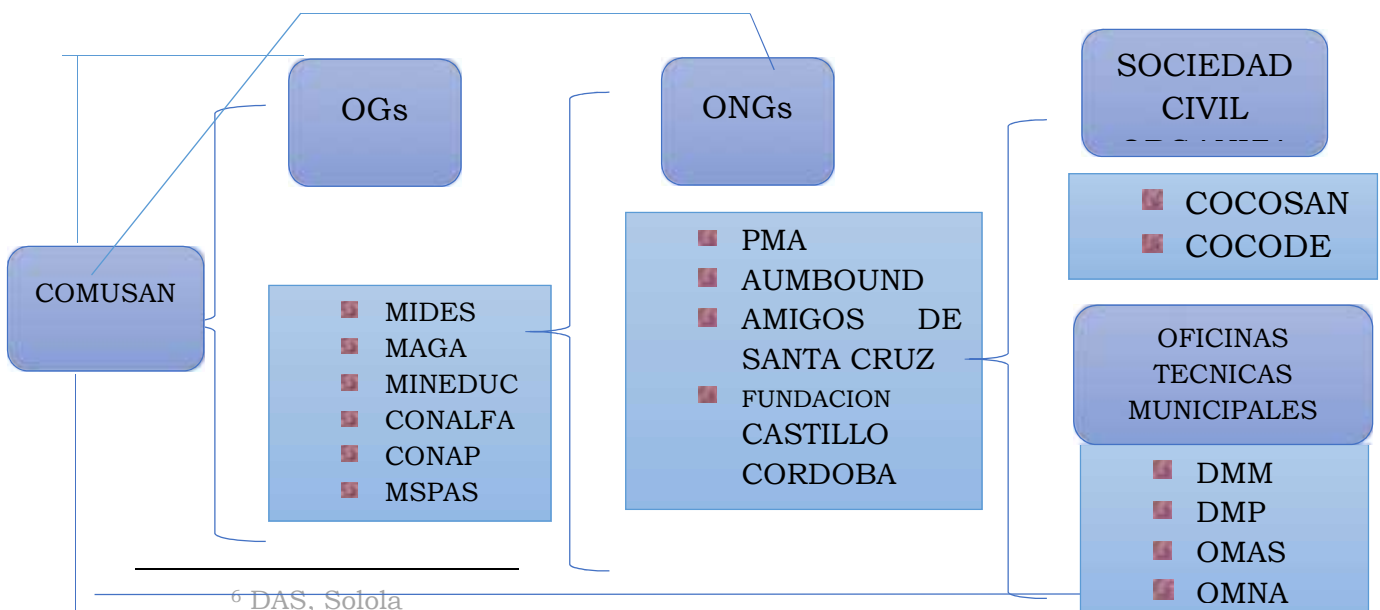 COMUSAN
OGs
MIDES
MAGA
MINEDUC
CONALFA
CONAP
MSPAS
ONGs
PMA
AUMBOUND
AMIGOS DE
SANTA CRUZ
FUNDACION
CASTILLO
CORDOBA
SOCIEDAD
CIVIL
COCOSAN
COCODE
OFICINAS
TECNICAS
MUNICIPALES
DMM
DMP
OMAS
OMNA
6 DAS, Solola